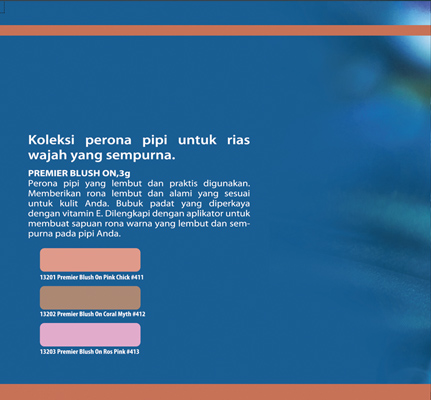 Koleksi perona pipi untuk rias
wajah yang sempurna.
PREMIER BLUSH ON,3g
Perona pipi yang lembut dan praktis digunakan.
Memberikan rona lembut dan alami yang sesuai
untuk kulit Anda. Bubuk padat yang diperkaya
dengan vitamin E. Dilengkapi dengan aplikator untuk
membuat sapuan rona warna yang lembut dan sem-
purna pada pipi Anda.
13201 Premier Blush On Pink Chick #411
13202 Premier Blush On Coral Myth #412
13203 Premier Blush On Ros Pink #413